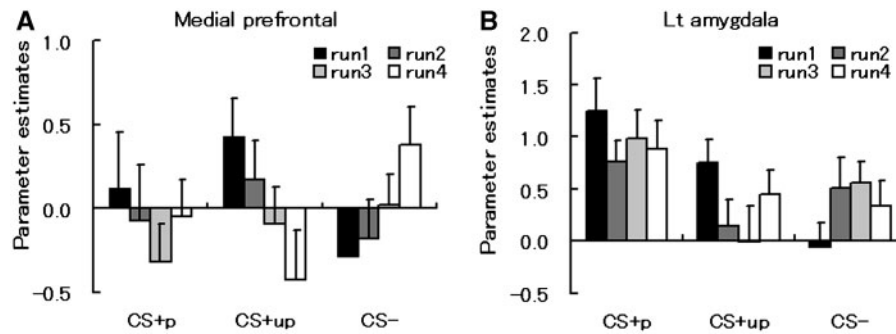 A
Medial prefrontal
Parameter estimates
1.0
0.5
0.0
−0.5
run1 run2
run3 run4
CS+p CS+up CS−
B
Lt amygdala
Parameter estimates
2.0
1.5
1.0
0.5
0.0
−0.5
run1 run2
run3 run4
CS+p CS+up CS−